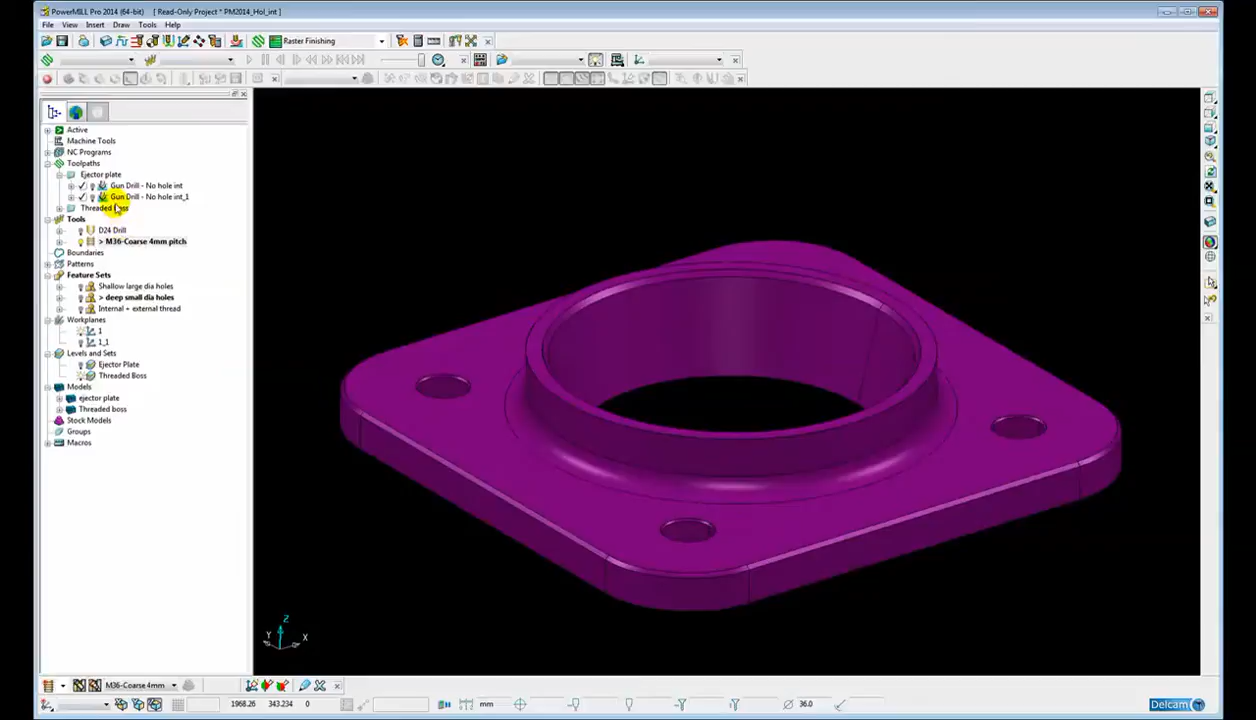 PowerMILL Pro 2014 (64-bit) [ Read-Only Project * PM2014_Hol_int ]
File View Insert Draw Tools Help
Raster Finishing
Active
Machine Tools
NC Programs
Toolpaths
Ejector plate
Gun Drill - No hole int
Gun Drill - No hole int_1
Threaded boss
Tools
D24 Drill
> M36-Coarse 4mm pitch
Boundaries
Patterns
Feature Sets
Shallow large dia holes
> deep small dia holes
Internal + external thread
Workplanes
1
1_1
Levels and Sets
Ejector Plate
Threaded Boss
Models
ejector plate
Threaded boss
Stock Models
Groups
Macros
Z
Y X
M36-Coarse 4mm
1968.26 343.234 0 mm 36.0 Delcam